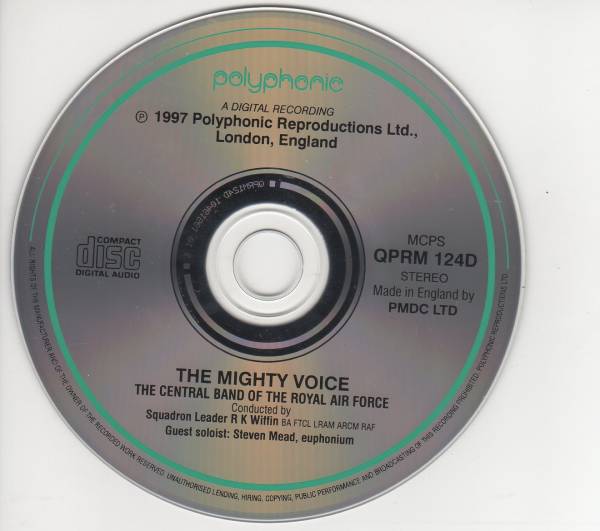 polyphonic
A DIGITAL RECORDING
℗ 1997 Polyphonic Reproductions Ltd.,
London, England
COMPACT
disc
DIGITAL AUDIO
MCPS
QPRM 124D
STEREO
Made in England by
PMDC LTD
THE MIGHTY VOICE
THE CENTRAL BAND OF THE ROYAL AIR FORCE
Conducted by
Squadron Leader R K Wiffin BA FTCL LRAM ARCM RAF
Guest soloist: Steven Mead, euphonium
ALL RIGHTS OF THE MANUFACTURER AND OF THE OWNER OF THE RECORDED WORK RESERVED. UNAUTHORISED LENDING, HIRING, COPYING, PUBLIC PERFORMANCE AND BROADCASTING OF THIS RECORDING PROHIBITED. POLYPHONIC REPRODUCTIONS LTD